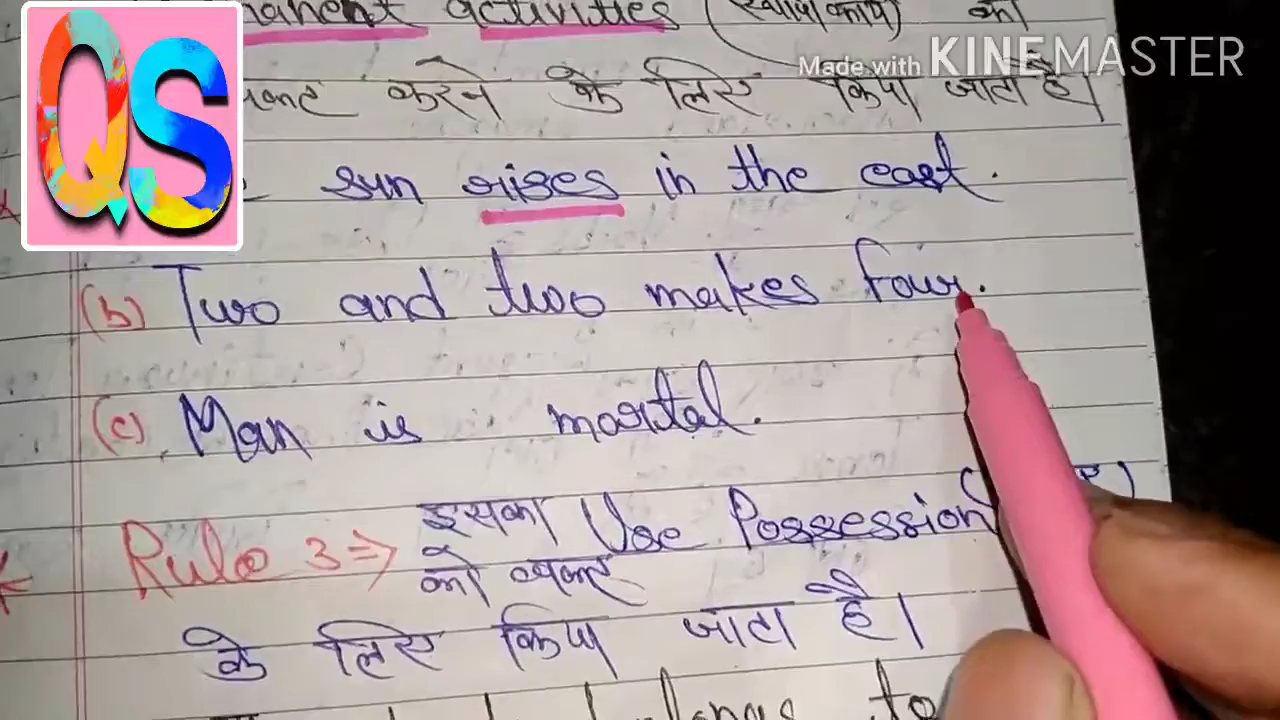 activities (स्थायी कार्य) को
QS
Made with KINEMASTER
करने के लिए किया जाता है।
sun rises in the east.
(b) Two and two makes four.
(c) Man is mortal.
Rule 3 ⇒ इसका Use Possession
को व्यक्त
के लिए किया जाता है।
belongs to